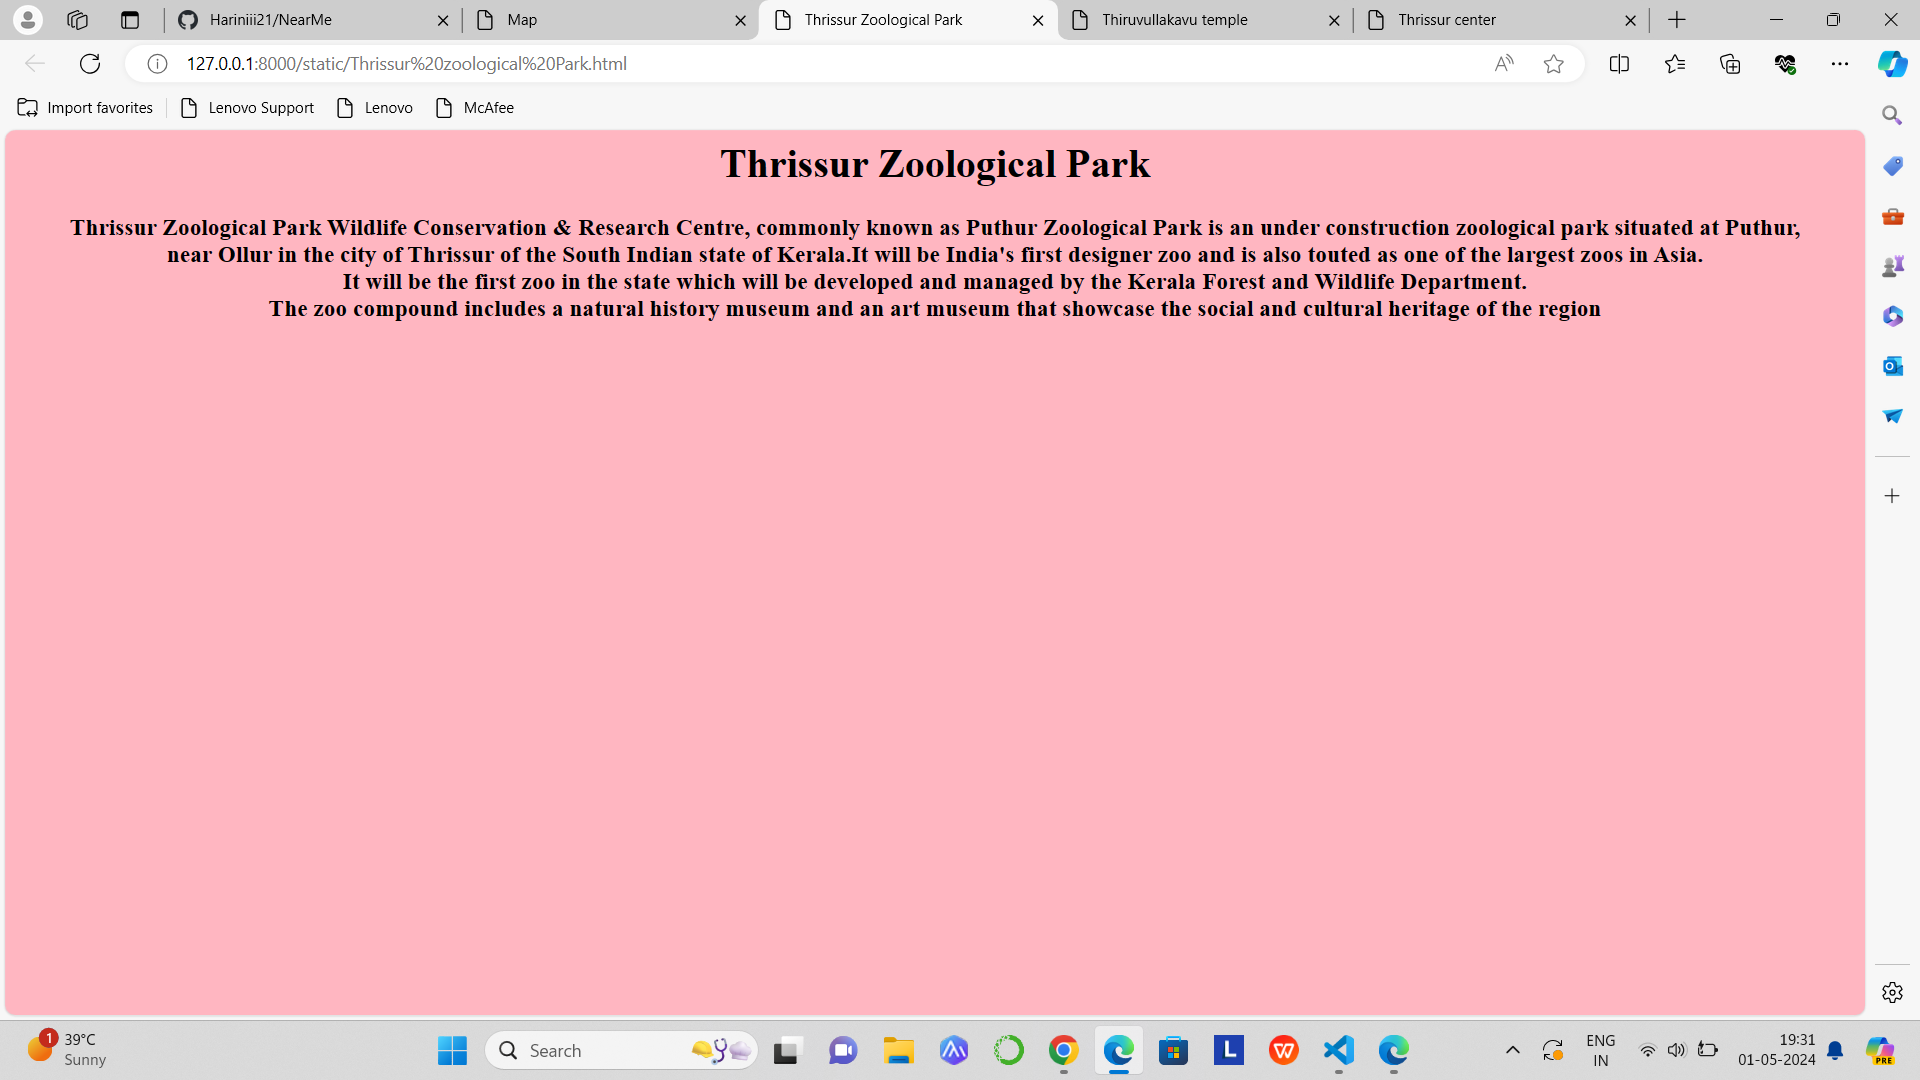 Hariniii21/NearMe
Map
Thrissur Zoological Park
Thiruvullakavu temple
Thrissur center
127.0.0.1:8000/static/Thrissur%20zoological%20Park.html
Import favorites
Lenovo Support
Lenovo
McAfee
Thrissur Zoological Park
Thrissur Zoological Park Wildlife Conservation & Research Centre, commonly known as Puthur Zoological Park is an under construction zoological park situated at Puthur,
near Ollur in the city of Thrissur of the South Indian state of Kerala.It will be India's first designer zoo and is also touted as one of the largest zoos in Asia.
It will be the first zoo in the state which will be developed and managed by the Kerala Forest and Wildlife Department.
The zoo compound includes a natural history museum and an art museum that showcase the social and cultural heritage of the region
1
39°C
Sunny
Search
L
W
ENG
IN
19:31
01-05-2024
PRE